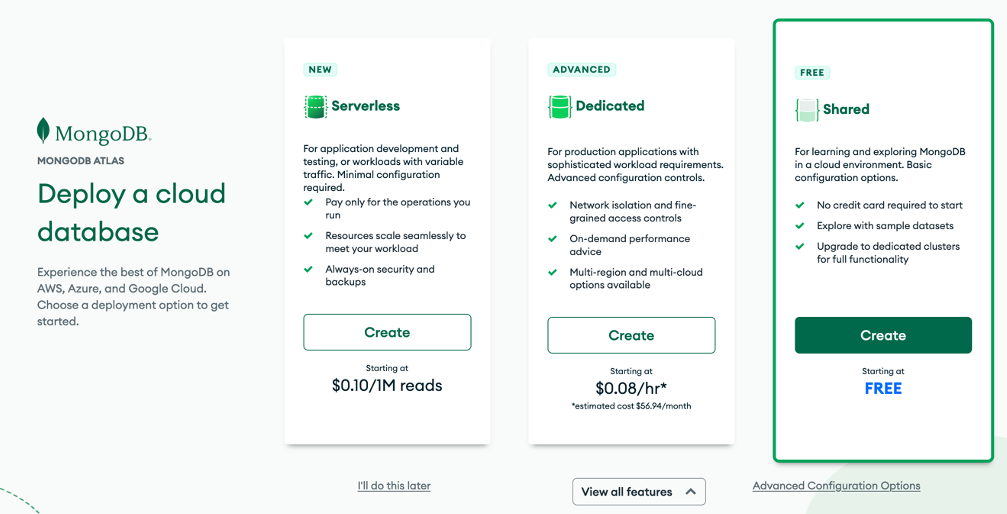 MongoDB.
MONGODB ATLAS
Deploy a cloud
database
Experience the best of MongoDB on
AWS, Azure, and Google Cloud.
Choose a deployment option to get
started.
NEW
Serverless
For application development and
testing, or workloads with variable
traffic. Minimal configuration
required.
Pay only for the operations you
run
Resources scale seamlessly to
meet your workload
Always-on security and
backups
Create
Starting at
$0.10/1M reads
ADVANCED
Dedicated
For production applications with
sophisticated workload requirements.
Advanced configuration controls.
Network isolation and fine-
grained access controls
On-demand performance
advice
Multi-region and multi-cloud
options available
Create
Starting at
$0.08/hr*
*estimated cost $56.94/month
FREE
Shared
For learning and exploring MongoDB
in a cloud environment. Basic
configuration options.
No credit card required to start
Explore with sample datasets
Upgrade to dedicated clusters
for full functionality
Create
Starting at
FREE
I'll do this later
View all features
Advanced Configuration Options